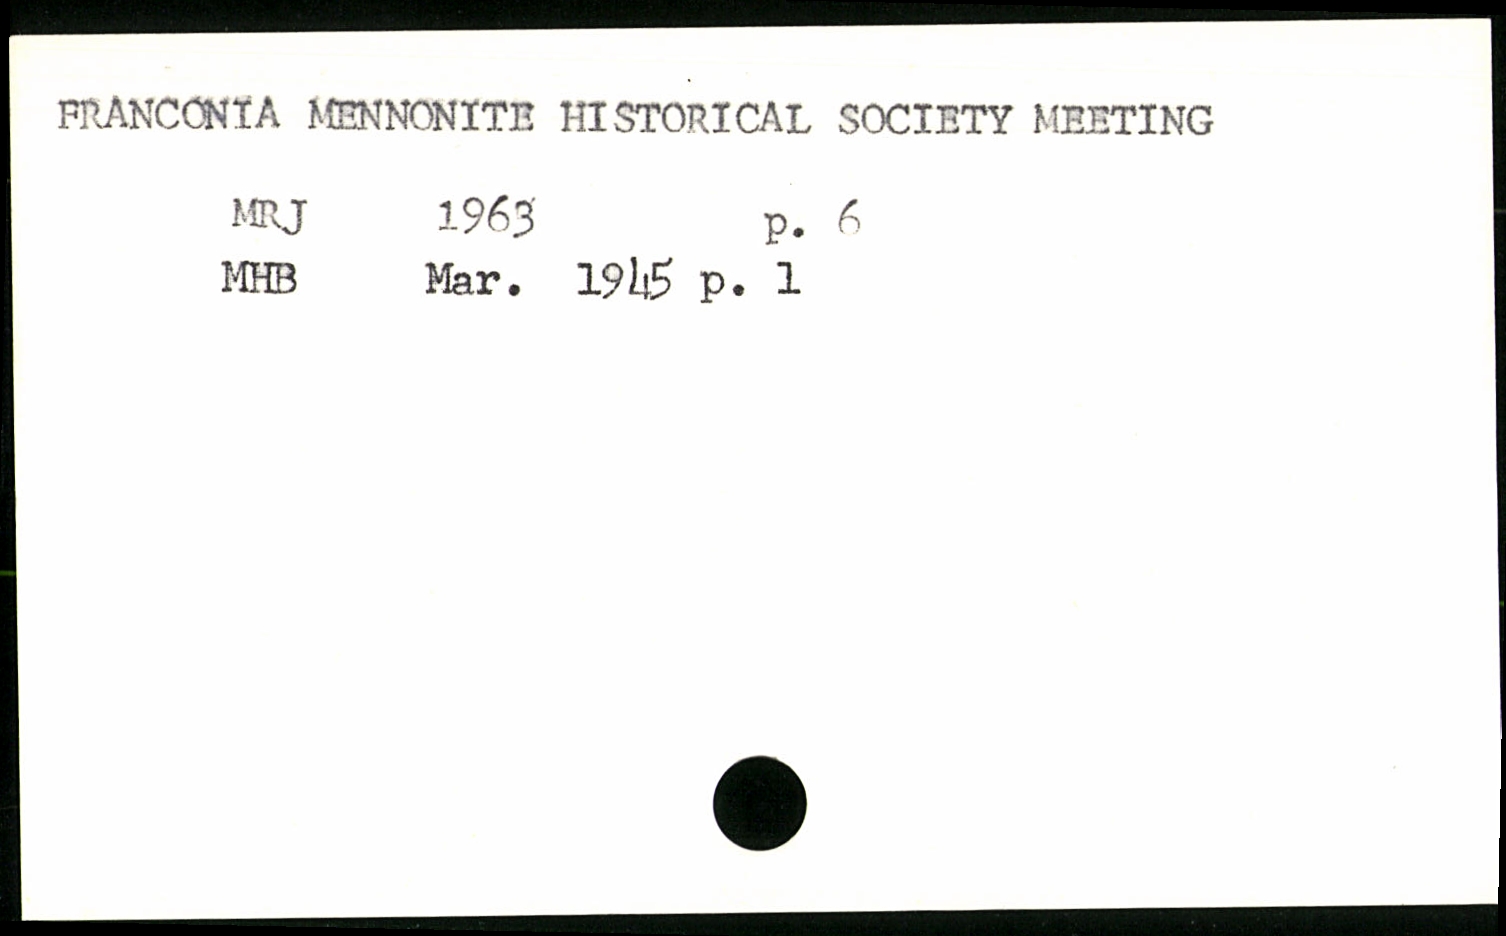 FRANCONIA MENNONITE HISTORICAL SOCIETY MEETING
MRJ 1963 p. 6
MHB Mar. 1945 p. 1